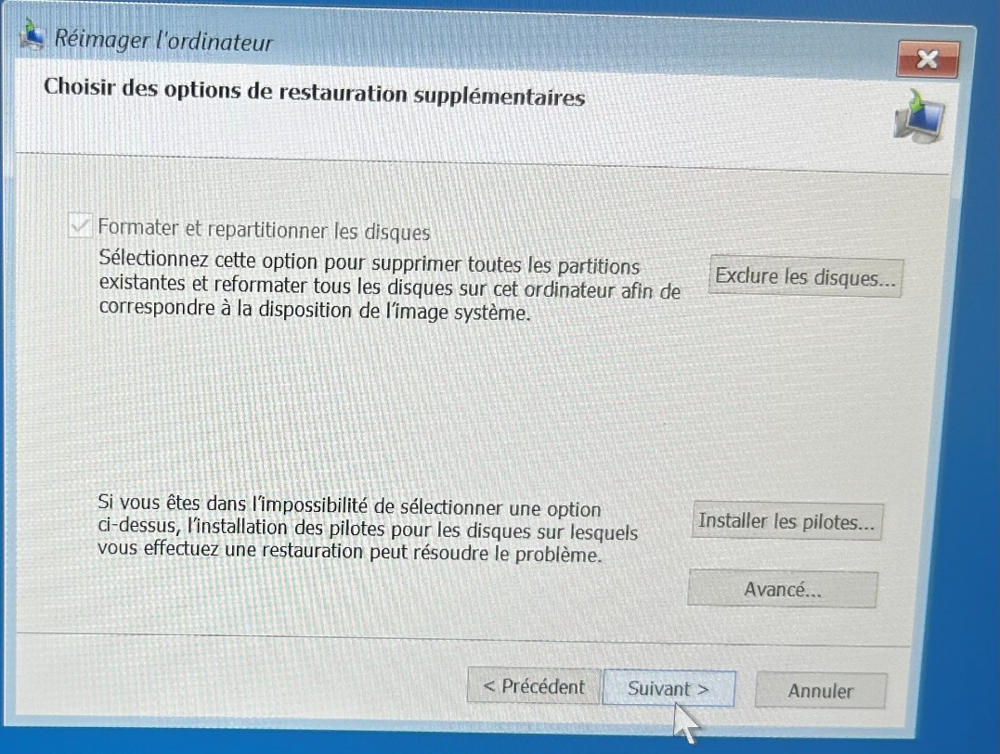 Réimager l'ordinateur
Choisir des options de restauration supplémentaires
Formater et repartitionner les disques
Sélectionnez cette option pour supprimer toutes les partitions
existantes et reformater tous les disques sur cet ordinateur afin de
correspondre à la disposition de l'image système.
Exclure les disques...
Si vous êtes dans l'impossibilité de sélectionner une option
ci-dessus, l'installation des pilotes pour les disques sur lesquels
vous effectuez une restauration peut résoudre le problème.
Installer les pilotes...
Avancé...
< Précédent
Suivant >
Annuler